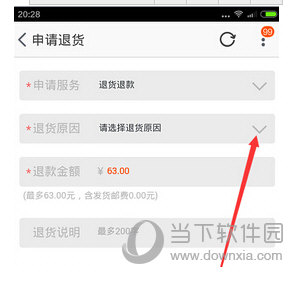 20:28
申请退货
99
*申请服务 退货退款
*退货原因 请选择退货原因
*退款金额 ¥ 63.00
(最多63.00元，含发货邮费0.00元)
退货说明 最多200字
当下软件园
www.downxia.com